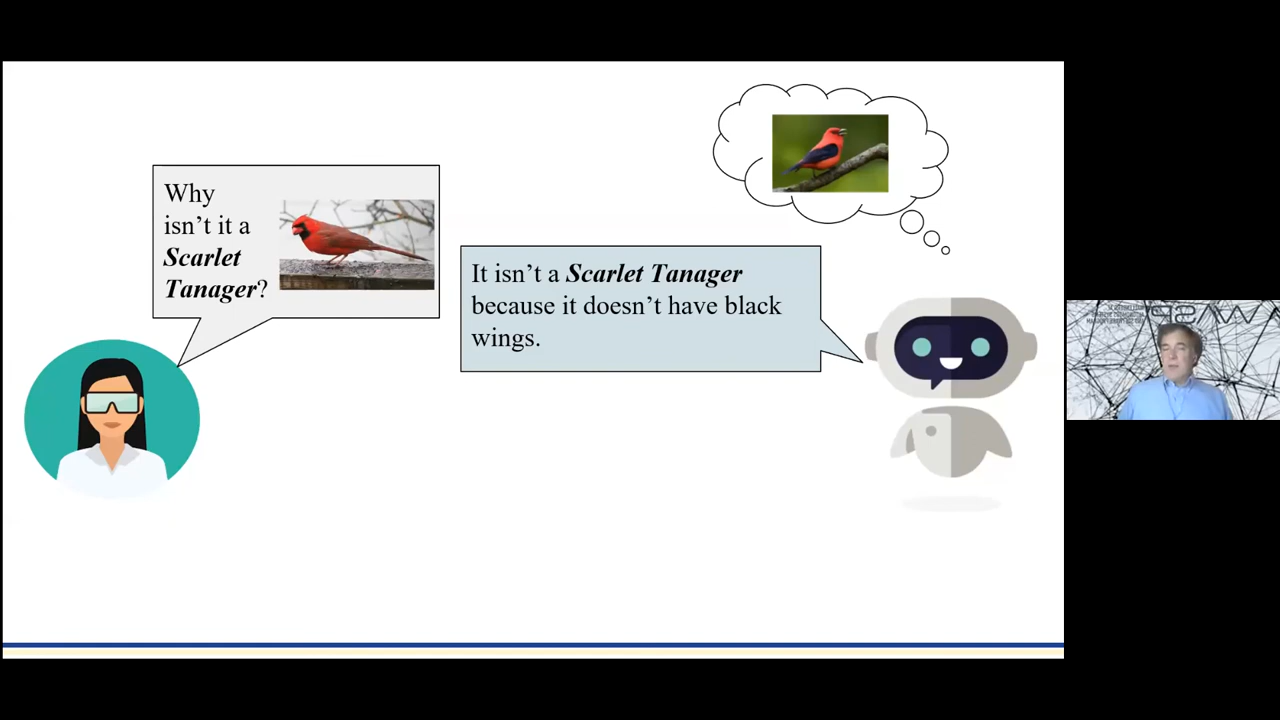 Why
isn't it a
Scarlet
Tanager?
It isn't a Scarlet Tanager
because it doesn't have black
wings.